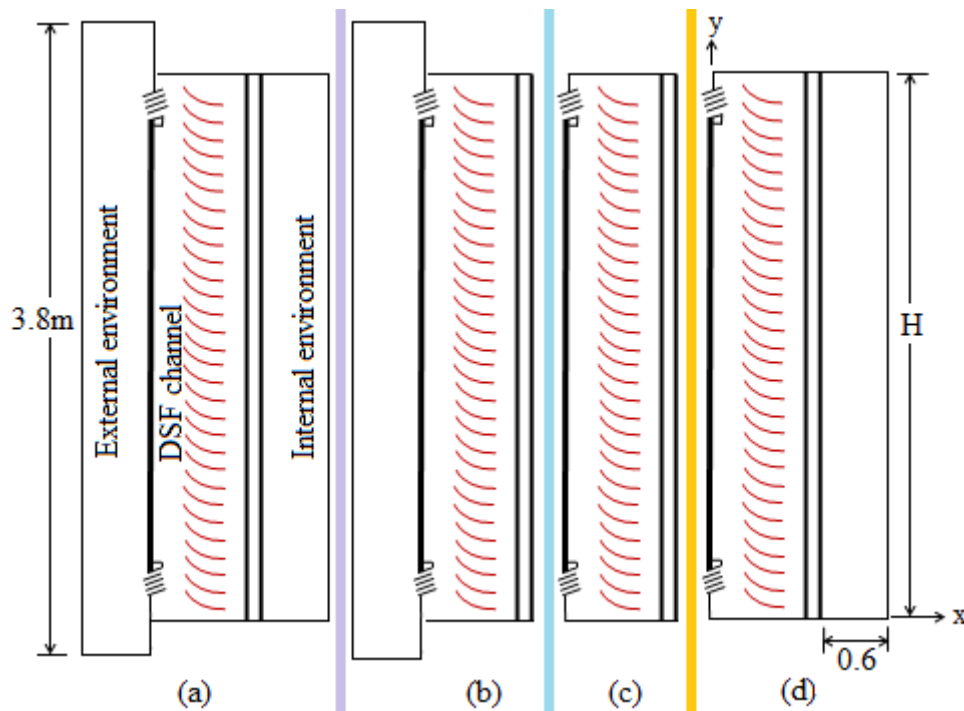 3.8m
External environment
DSF channel
Internal environment
y
H
x
0.6
(a)
(b)
(c)
(d)